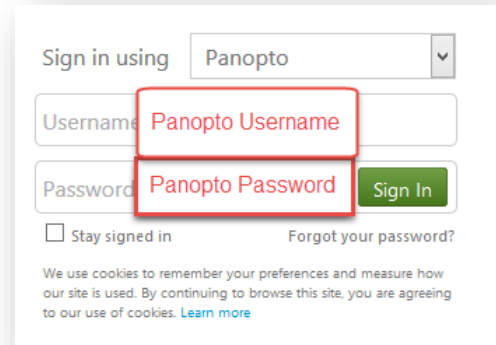 Sign in using Panopto
Username Panopto Username
Password Panopto Password Sign In
Stay signed in Forgot your password?
We use cookies to remember your preferences and measure how
our site is used. By continuing to browse this site, you are agreeing
to our use of cookies. Learn more